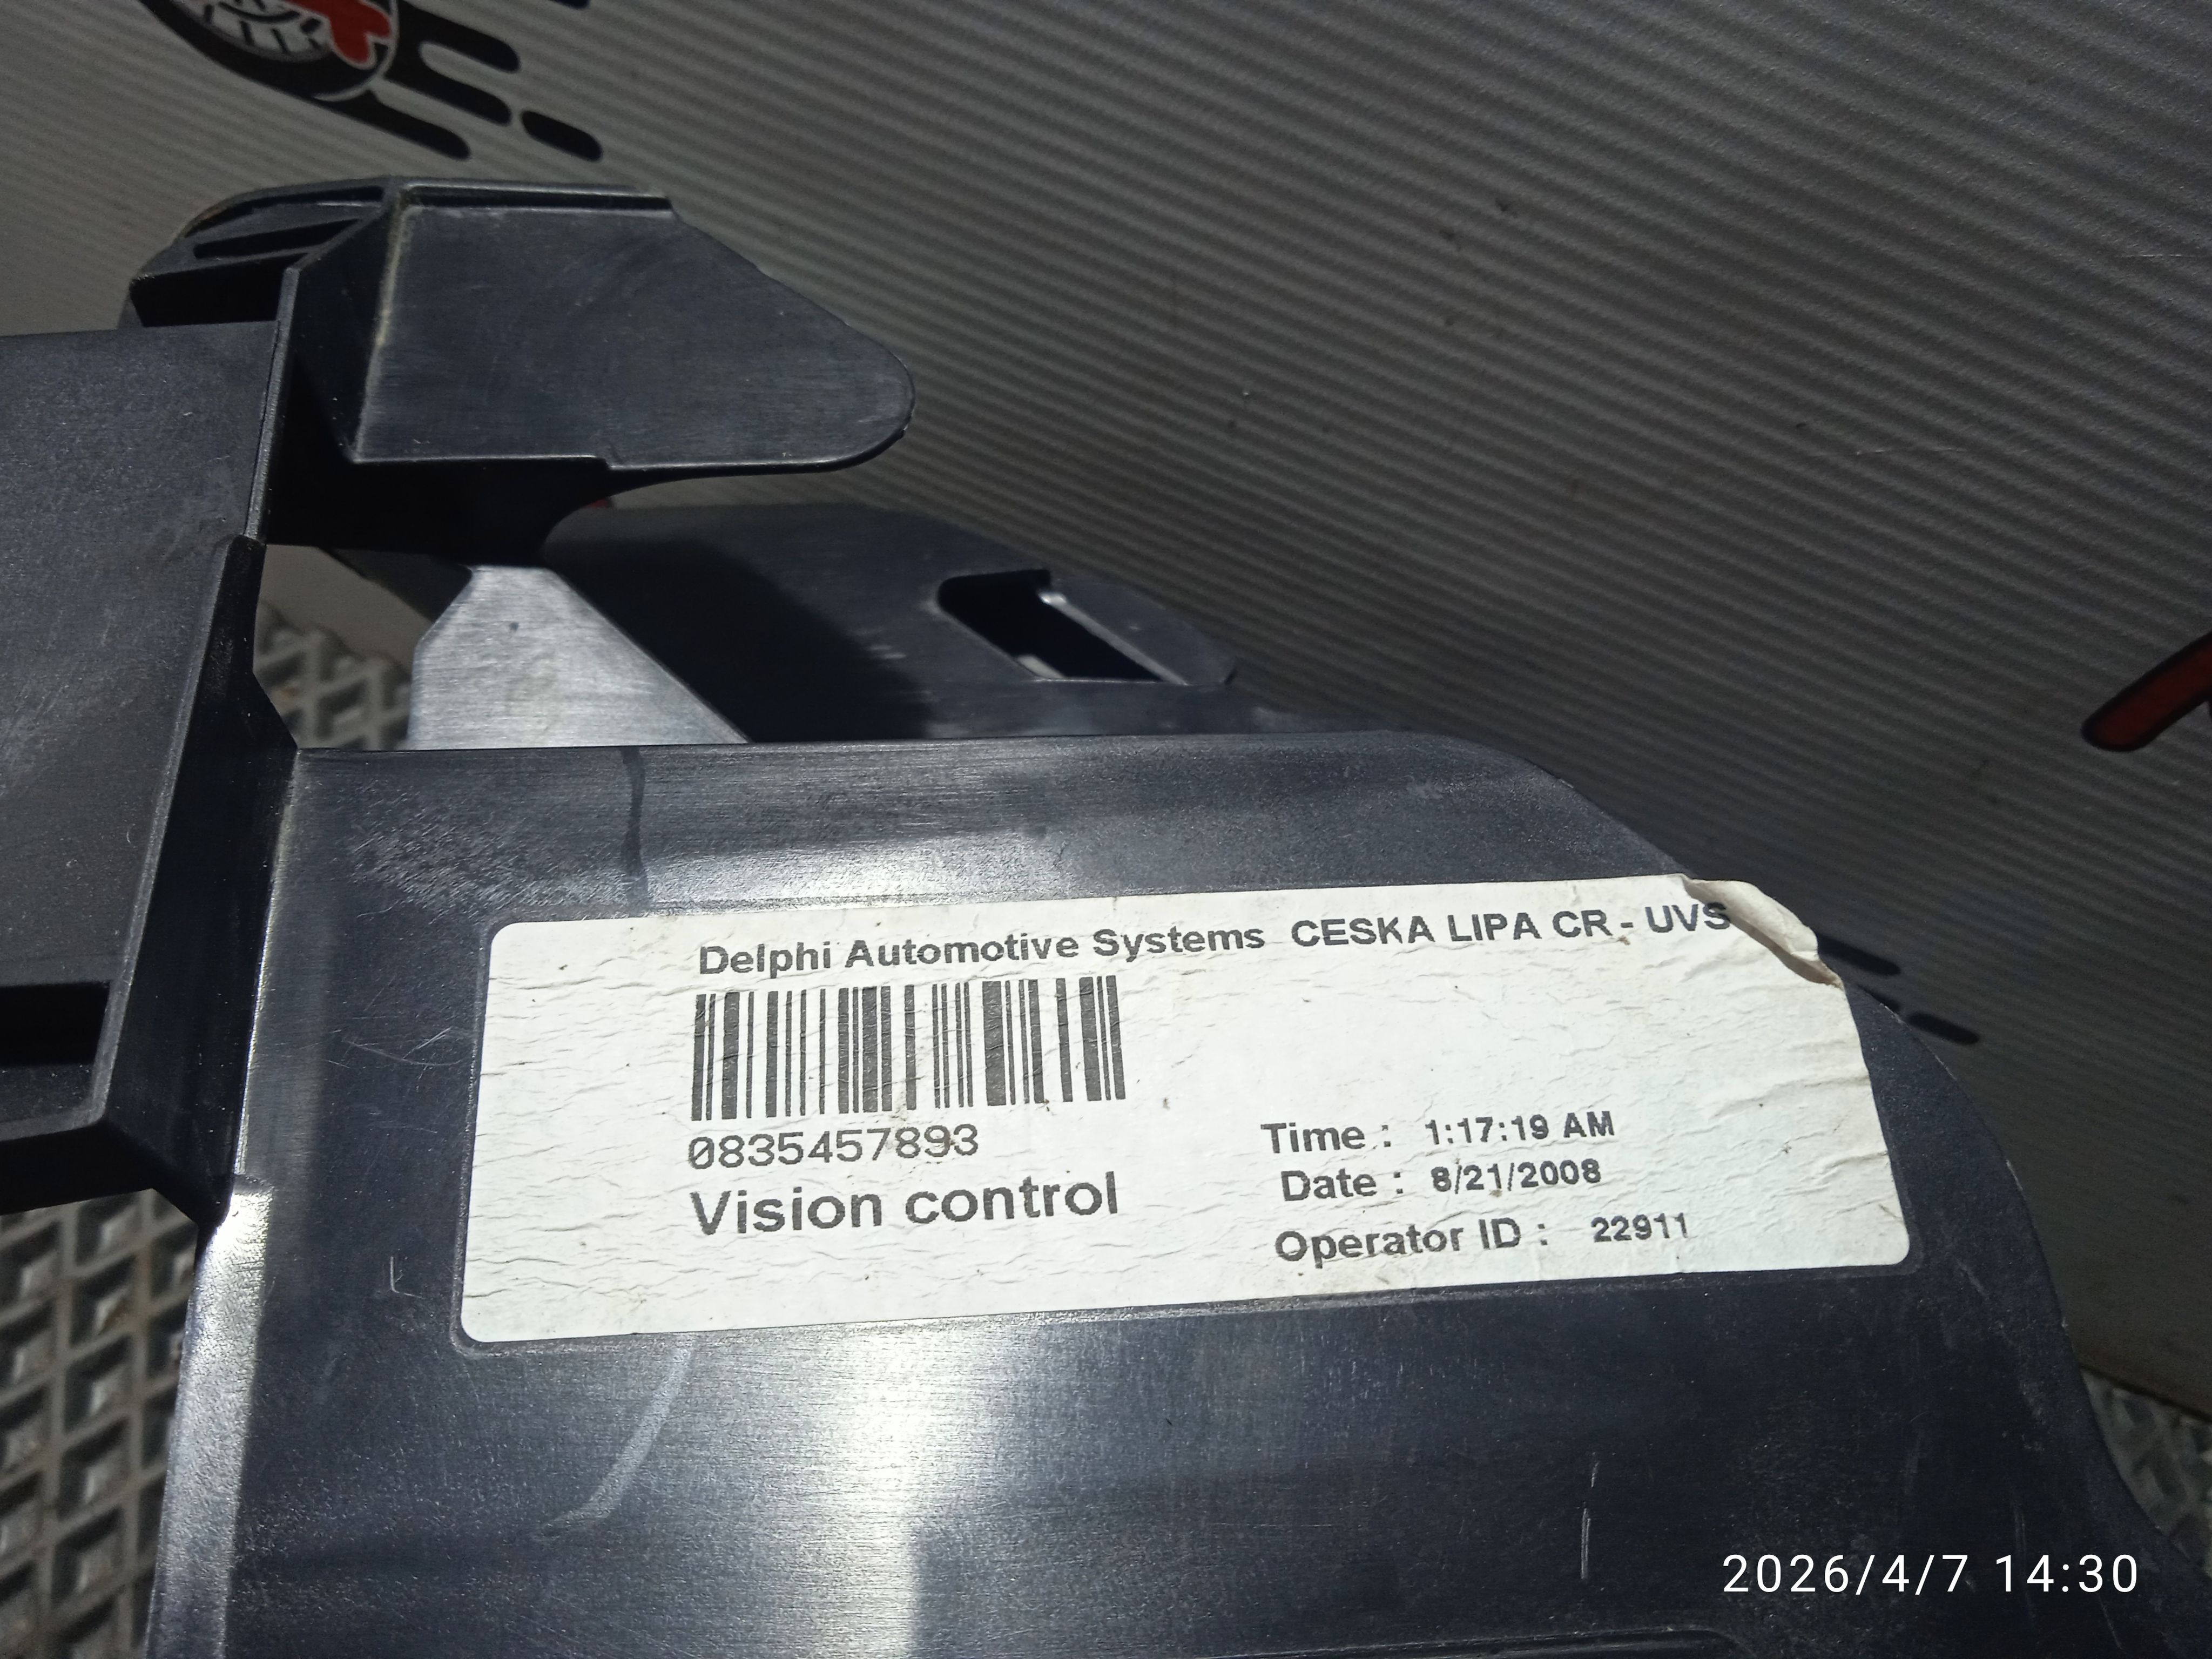 Delphi Automotive Systems CESKA LIPA CR - UVS
0835457893
Vision control
Time : 1:17:19 AM
Date : 8/21/2008
Operator ID : 22911
2026/4/7 14:30